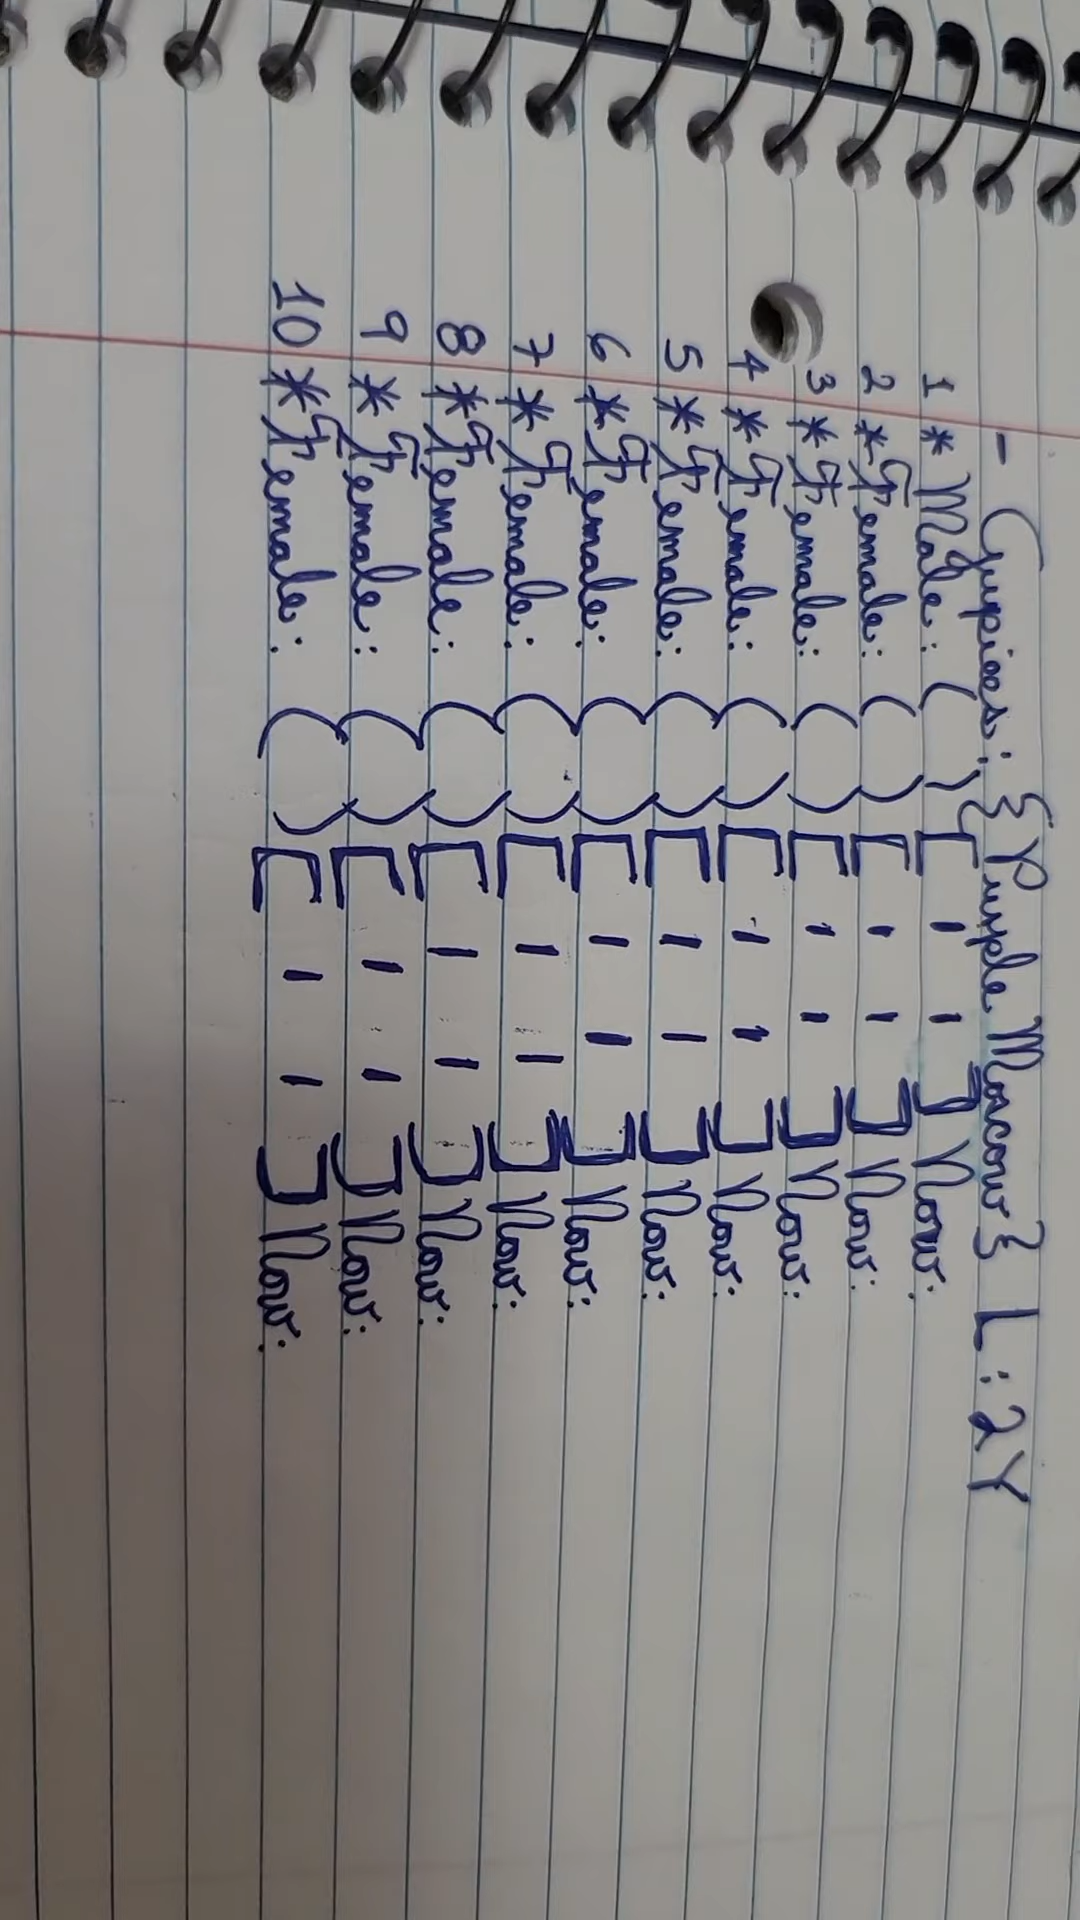 - Gupies: {Purple Moscow} L: 2Y
1 * Male: ( ) [ - - ] Now:
2 * Female: ( ) [ - - ] Now:
3 * Female: ( ) [ - - ] Now:
4 * Female: ( ) [ - - ] Now:
5 * Female: ( ) [ - - ] Now:
6 * Female: ( ) [ - - ] Now:
7 * Female: ( ) [ - - ] Now:
8 * Female: ( ) [ - - ] Now:
9 * Female: ( ) [ - - ] Now:
10 * Female: ( ) [ - - ] Now: